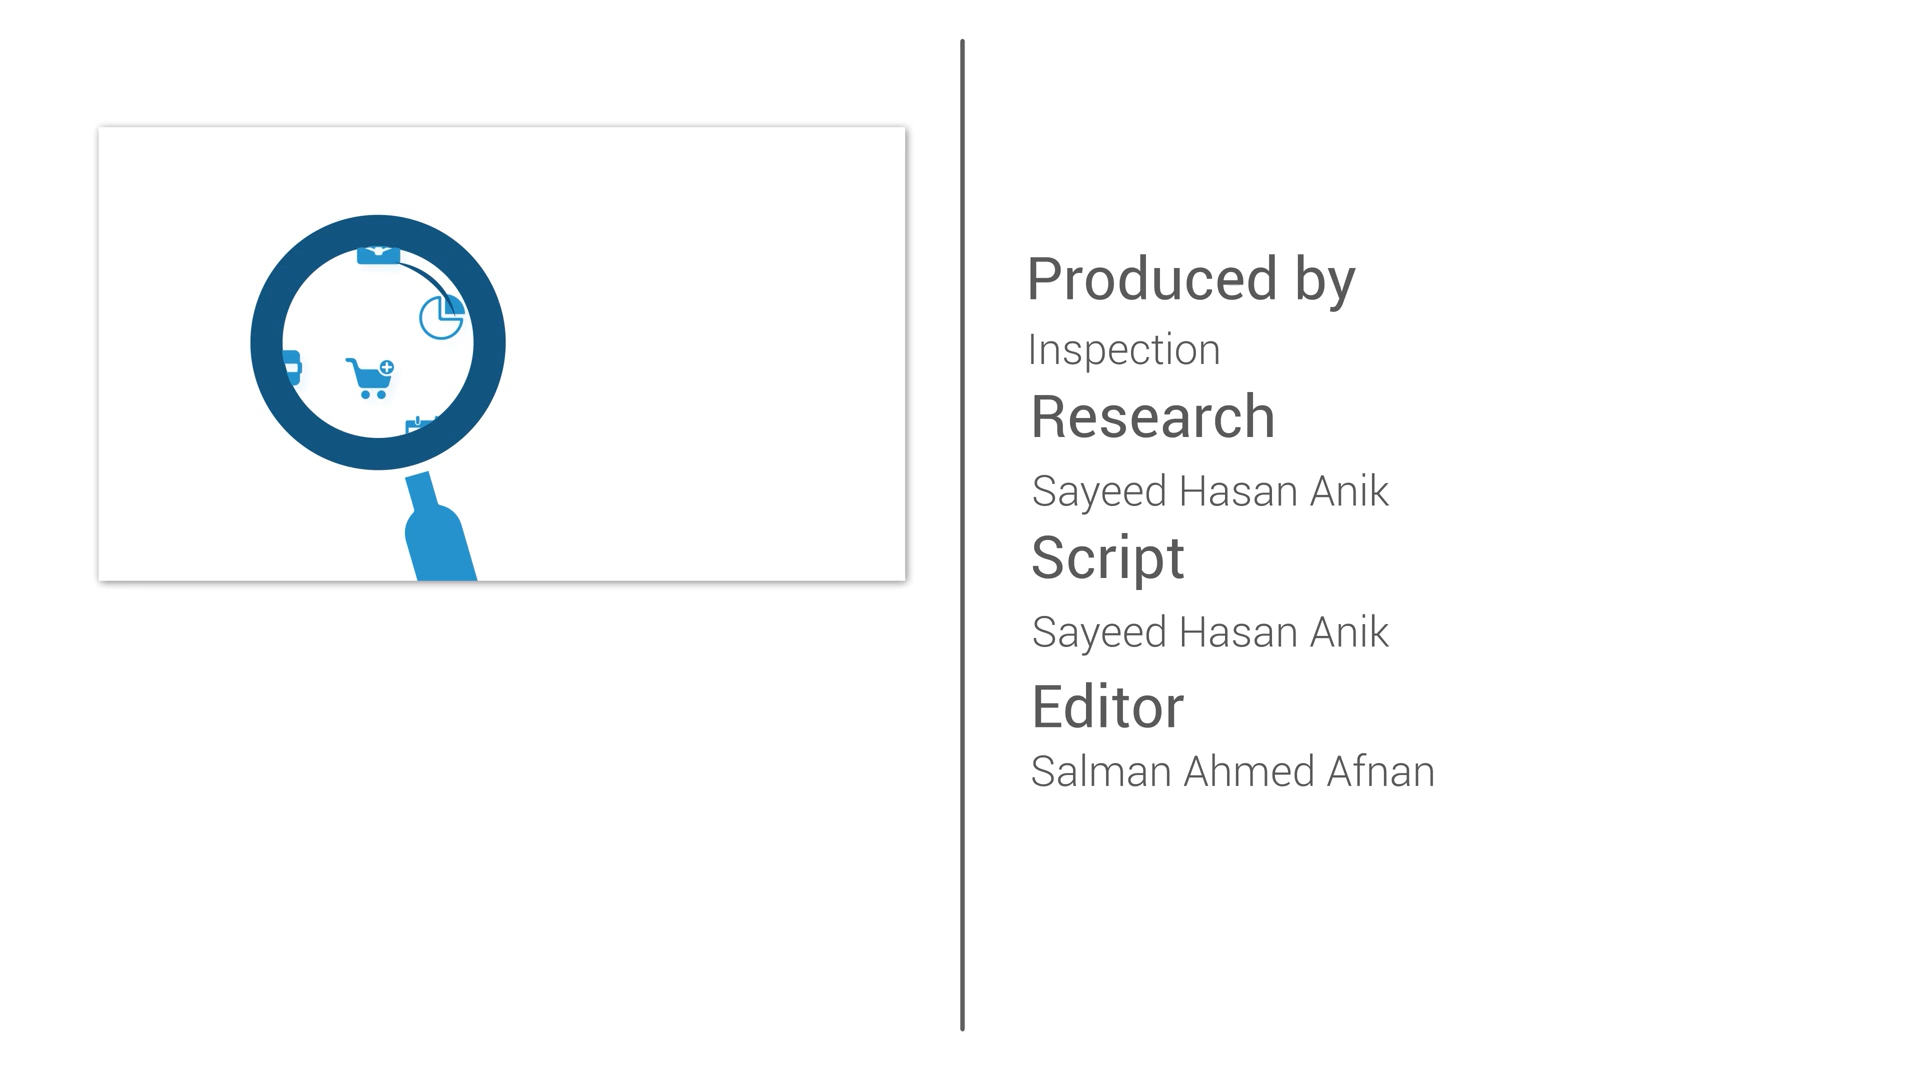 Produced by
Inspection
Research
Sayeed Hasan Anik
Script
Sayeed Hasan Anik
Editor
Salman Ahmed Afnan